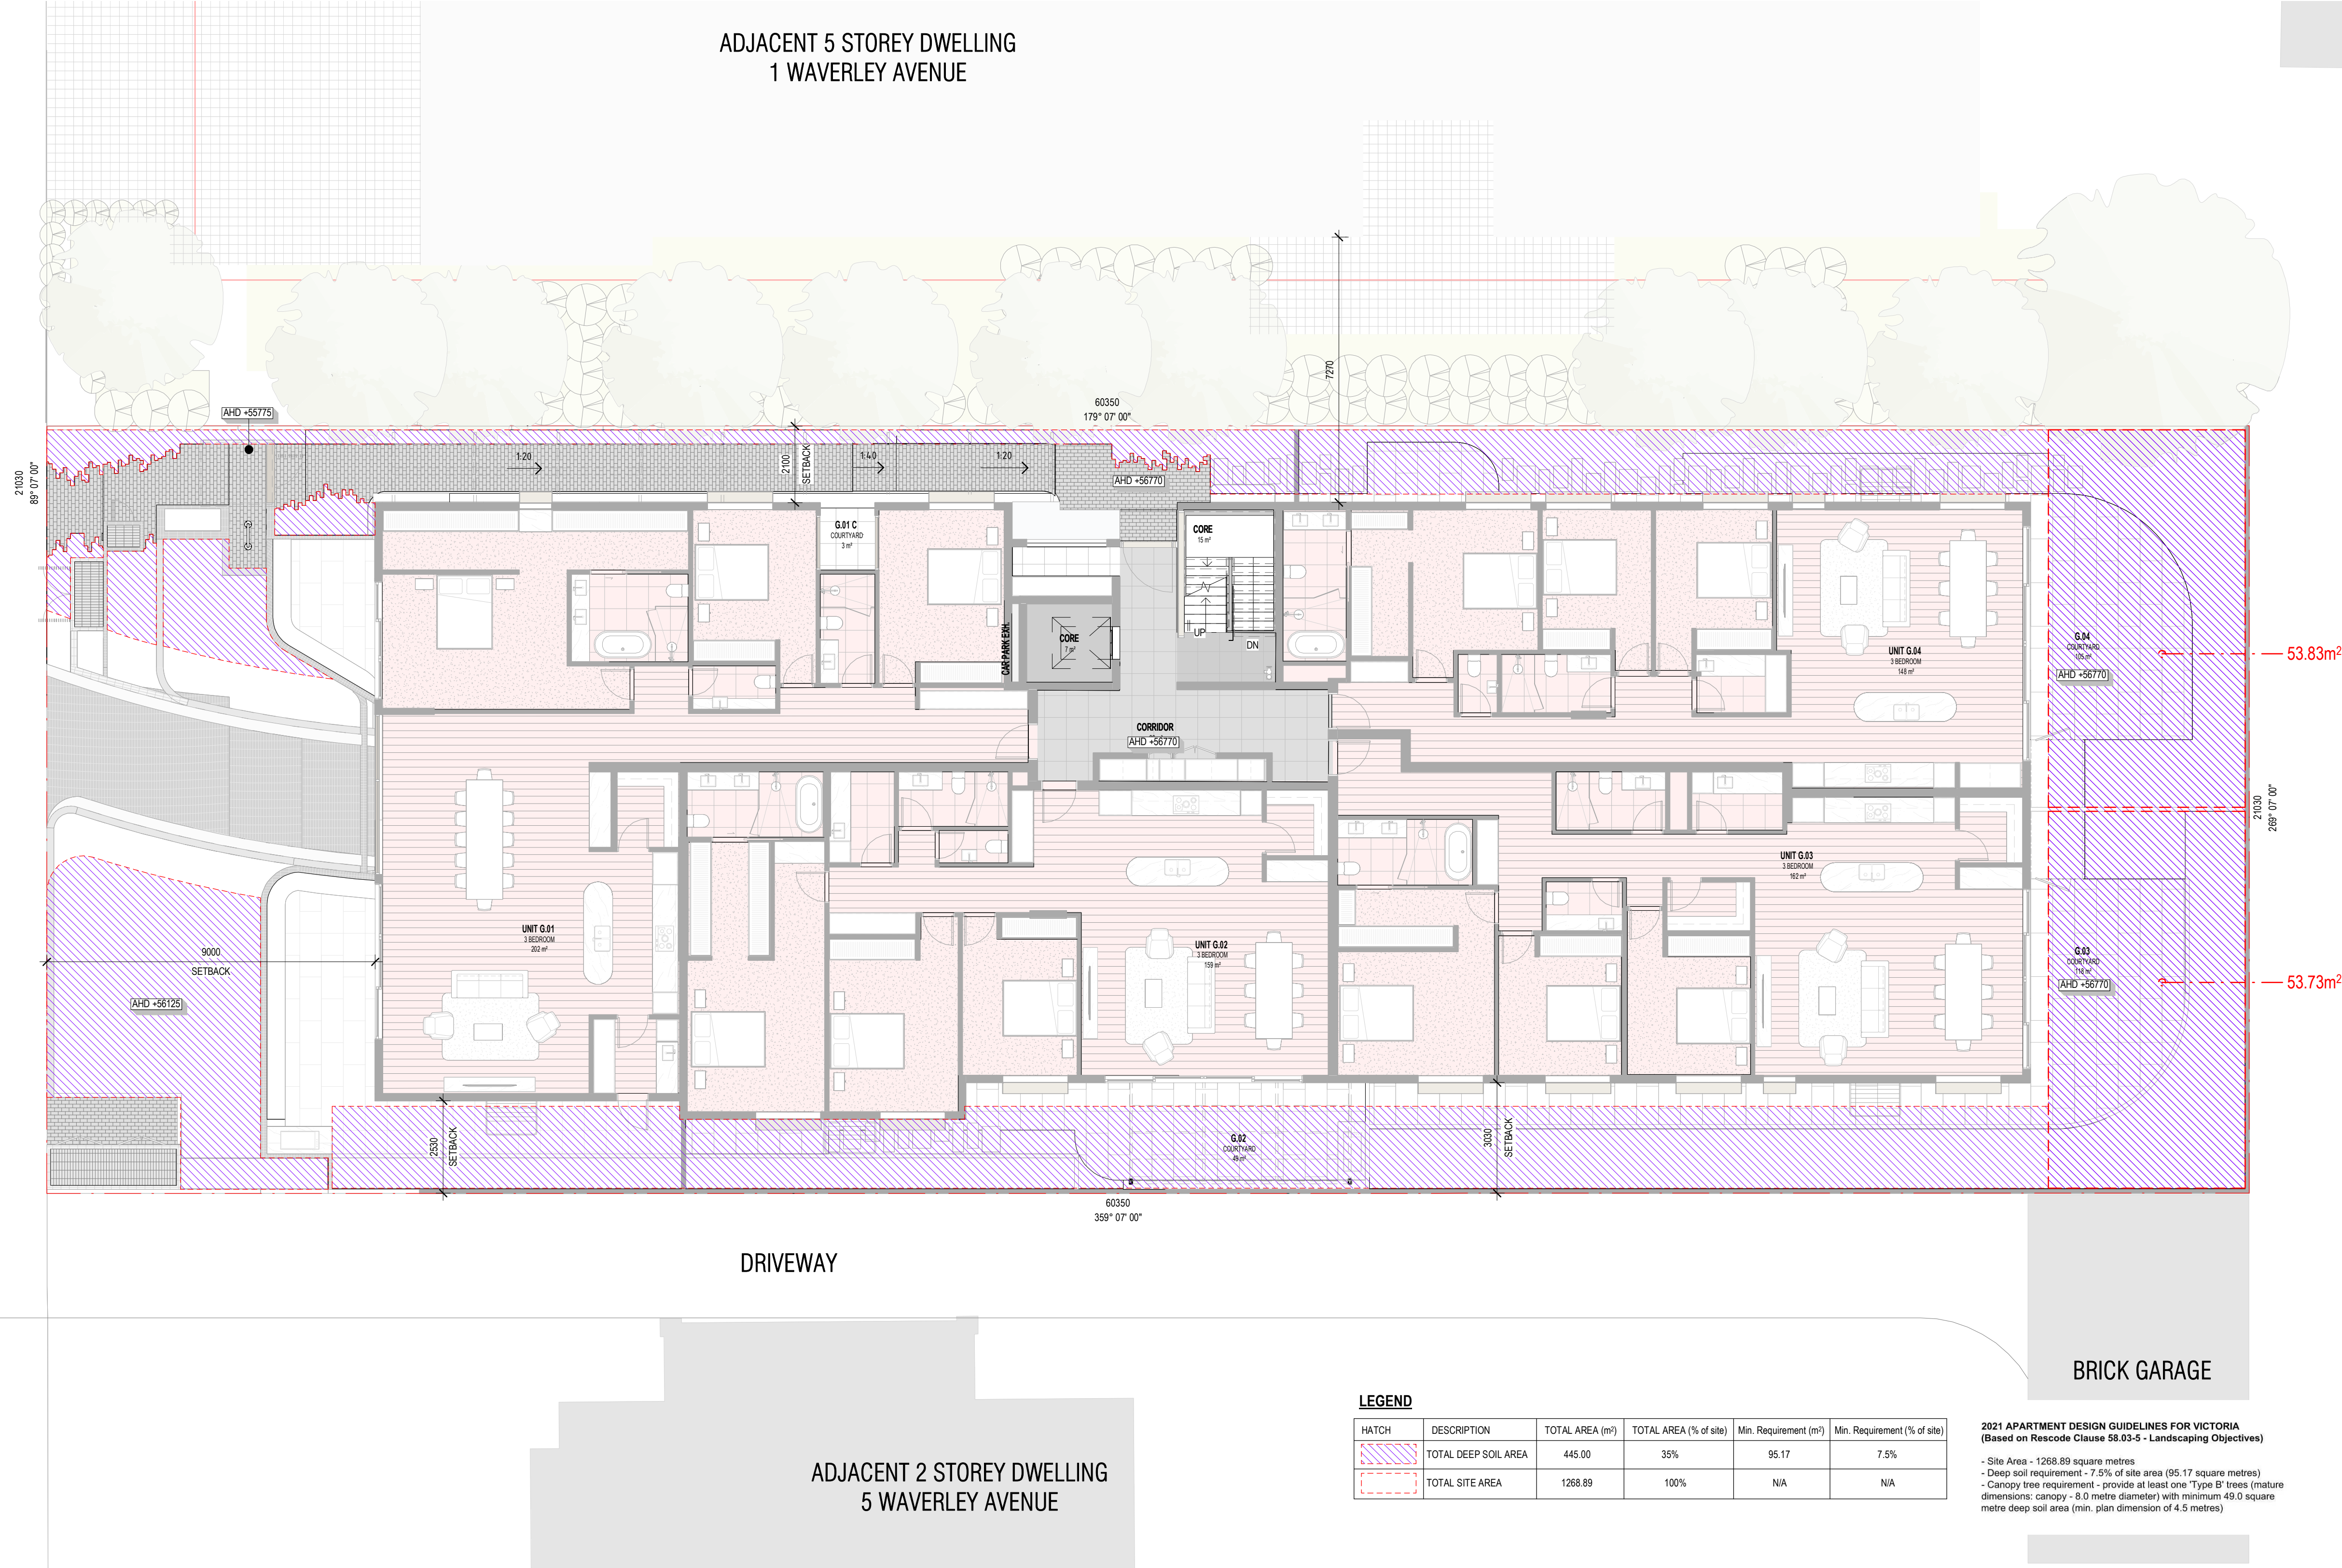 ADJACENT 5 STOREY DWELLING
1 WAVERLEY AVENUE
7270
60350
179° 07' 00"
AHD +55775
21030
89° 07' 00"
1:20
2100
SETBACK
1:40
1:20
AHD +56770
G.01 C
COURTYARD
3 m²
CORE
15 m²
UP
DN
CAR PARK EXH.
CORE
7 m²
CORRIDOR
AHD +56770
UNIT G.04
3 BEDROOM
148 m²
G.04
COURTYARD
105 m²
AHD +56770
53.83m²
21030
269° 07' 00"
UNIT G.03
3 BEDROOM
162 m²
UNIT G.01
3 BEDROOM
202 m²
UNIT G.02
3 BEDROOM
159 m²
G.03
COURTYARD
118 m²
AHD +56770
53.73m²
9000
SETBACK
AHD +56125
2530
SETBACK
G.02
COURTYARD
49 m²
3030
SETBACK
60350
359° 07' 00"
DRIVEWAY
BRICK GARAGE
ADJACENT 2 STOREY DWELLING
5 WAVERLEY AVENUE
LEGEND
HATCH DESCRIPTION TOTAL AREA (m²) TOTAL AREA (% of site) Min. Requirement (m²) Min. Requirement (% of site)
TOTAL DEEP SOIL AREA 445.00 35% 95.17 7.5%
TOTAL SITE AREA 1268.89 100% N/A N/A
2021 APARTMENT DESIGN GUIDELINES FOR VICTORIA
(Based on Rescode Clause 58.03-5 - Landscaping Objectives)
- Site Area - 1268.89 square metres
- Deep soil requirement - 7.5% of site area (95.17 square metres)
- Canopy tree requirement - provide at least one 'Type B' trees (mature
dimensions: canopy - 8.0 metre diameter) with minimum 49.0 square
metre deep soil area (min. plan dimension of 4.5 metres)